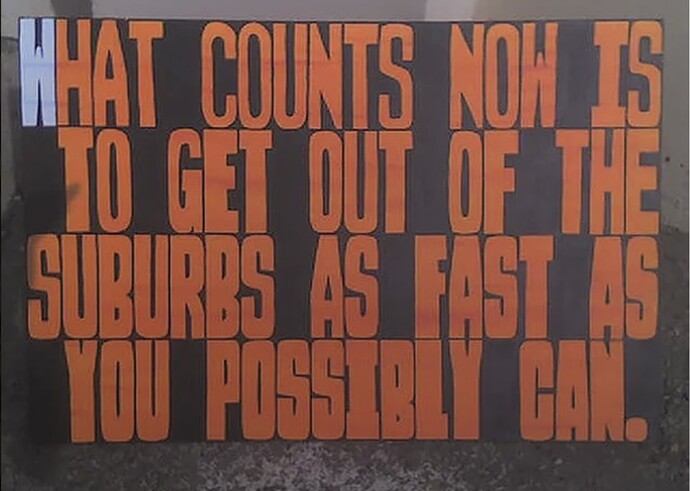 WHAT COUNTS NOW IS
TO GET OUT OF THE
SUBURBS AS FAST AS
YOU POSSIBLY CAN.